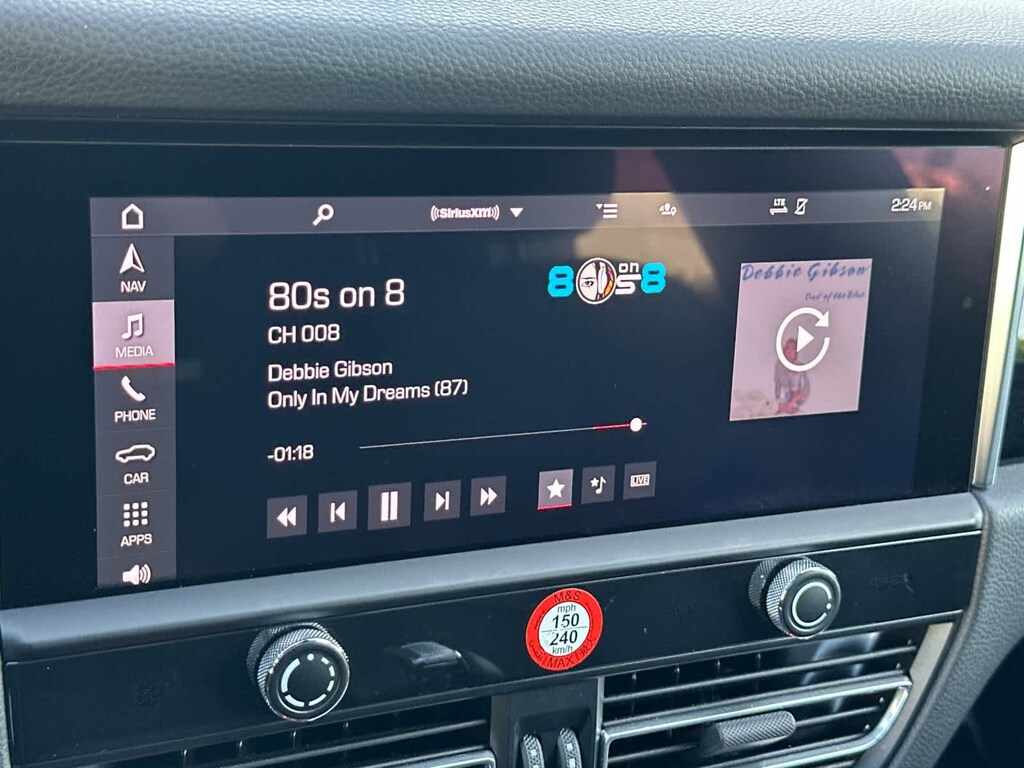 ((SiriusXM))
LTE
2:24 PM
NAV
MEDIA
PHONE
CAR
APPS
80s on 8
CH 008
Debbie Gibson
Only In My Dreams (87)
-01:18
LIVE
8 on 8
s
Debbie Gibson
Out of the Blue
M&S
mph
150
240
km/h
MAX